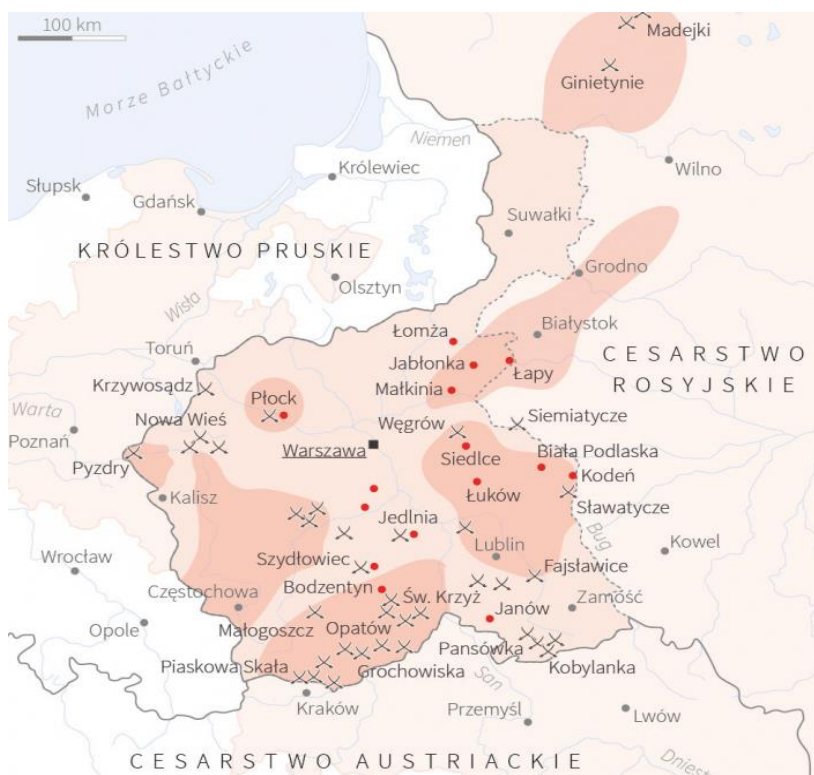 100 km
Madejki
Ginietynie
Morze Bałtyckie
Niemen
Królewiec
Wilno
Słupsk
Gdańsk
Suwałki
KRÓLESTWO PRUSKIE
Grodno
Olsztyn
Wisła
Łomża
Białystok
Toruń
Jabłonka
CESARSTWO
ROSYJSKIE
Łapy
Krzywosądz
Małkinia
Płock
Warta
Nowa Wieś
Węgrów
Siemiatycze
Poznań
Warszawa
Siedlce
Biała Podlaska
Pyzdry
Kodeń
Kalisz
Łuków
Sławatycze
Jedlnia
Bug
Lublin
Kowel
Wrocław
Szydłowiec
Fajsławice
Bodzentyn
Częstochowa
Św. Krzyż
Zamość
Janów
Opole
Małogoszcz
Opatów
Pansówka
Piaskowa Skała
Grochowiska
Kobylanka
San
Kraków
Przemyśl
Lwów
CESARSTWO AUSTRIACKIE
Dniest